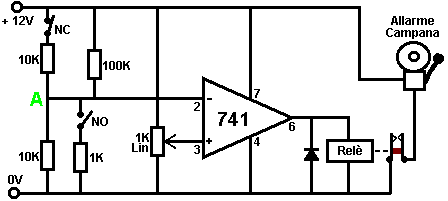 + 12V
NC
Allarme
Campana
10K
100K
A
7
2
-
741
6
NO
1K
Lin
+
3
4
10K
1K
Relè
0V